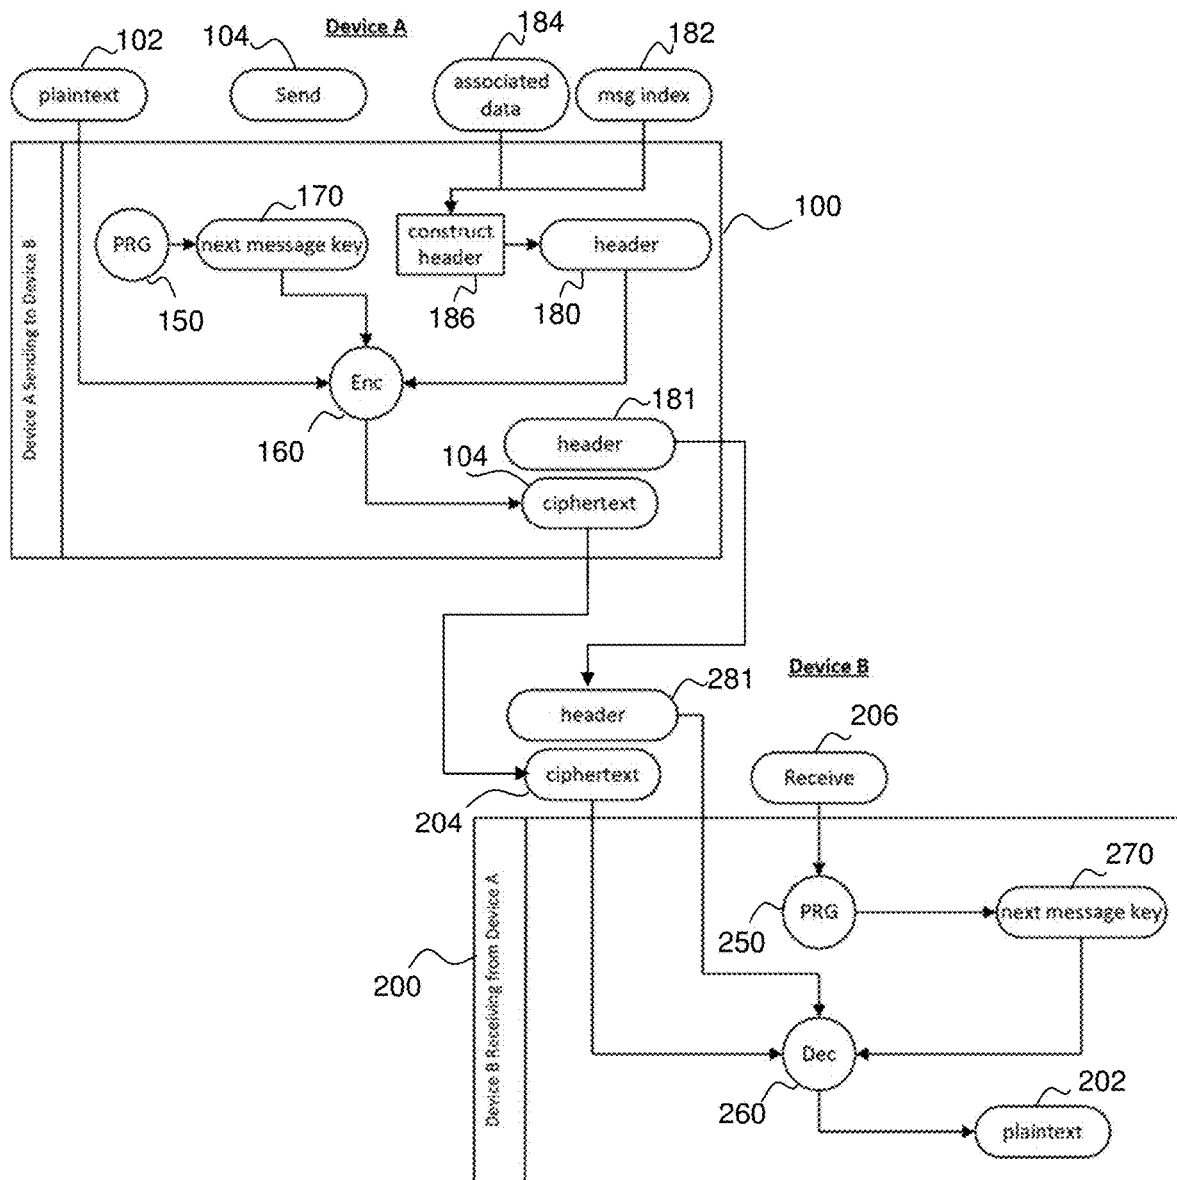 Device A
102
104
184
182
plaintext
Send
associated
data
msg index
100
Device A Sending to Device B
170
PRG
next message key
construct
header
header
150
186
180
Enc
160
181
header
104
ciphertext
Device B
281
header
206
ciphertext
Receive
204
Device B Receiving from Device A
200
270
PRG
next message key
250
Dec
260
202
plaintext